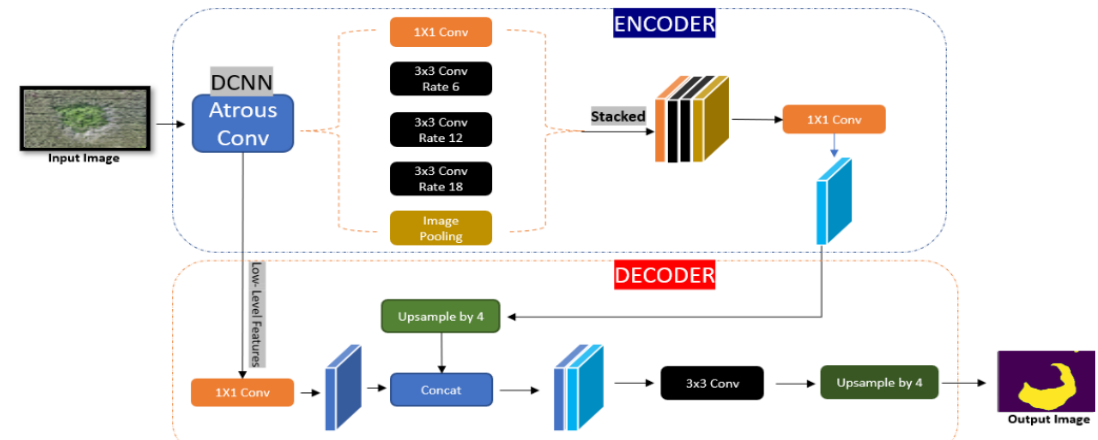 ENCODER
1X1 Conv
DCNN
Atrous
Conv
3x3 Conv
Rate 6
3x3 Conv
Rate 12
3x3 Conv
Rate 18
Image
Pooling
Stacked
1X1 Conv
Input Image
DECODER
Low- Level Features
Upsample by 4
1X1 Conv
Concat
3x3 Conv
Upsample by 4
Output Image